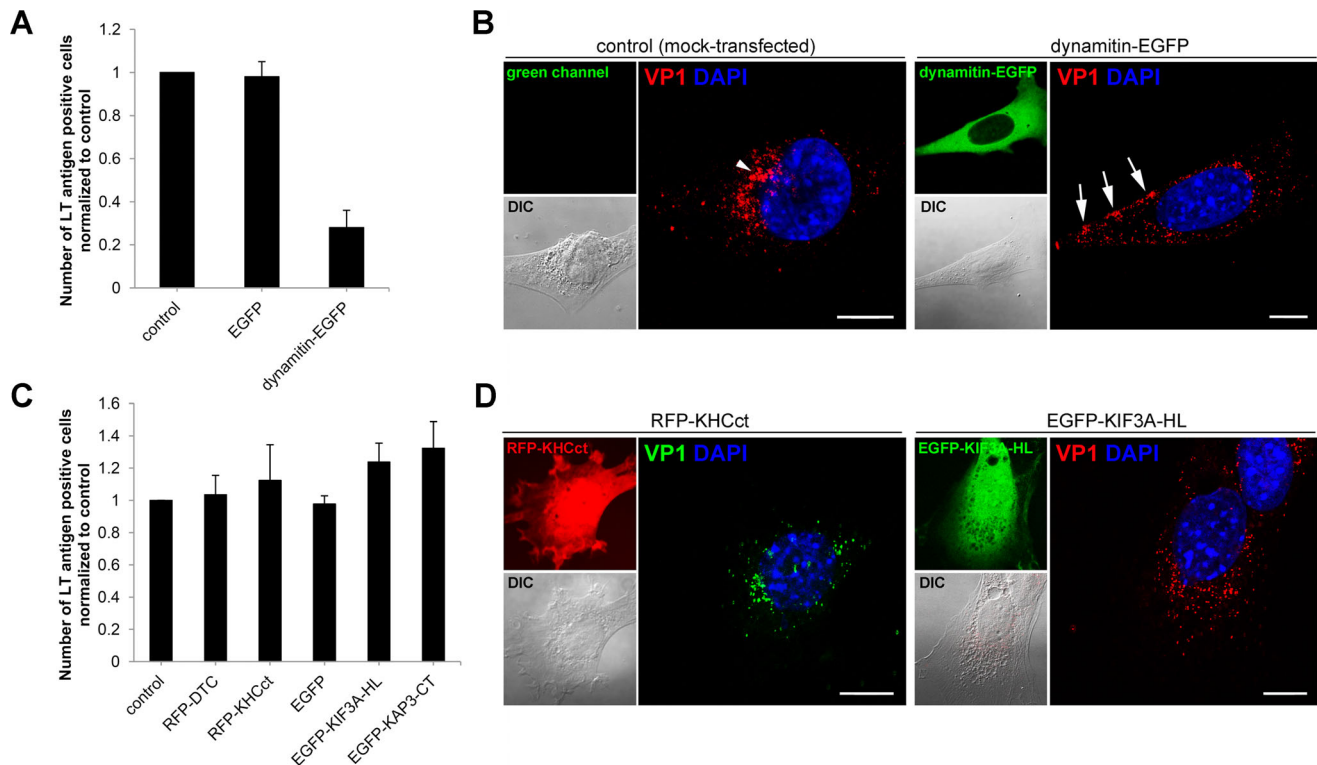 A
Number of LT antigen positive cells
normalized to control
1.2
1
0.8
0.6
0.4
0.2
0
control
EGFP
dynamitin-EGFP
B
control (mock-transfected)
green channel
DIC
VP1 DAPI
dynamitin-EGFP
dynamitin-EGFP
DIC
VP1 DAPI
C
Number of LT antigen positive cells
normalized to control
1.6
1.4
1.2
1
0.8
0.6
0.4
0.2
0
control
RFP-DTC
RFP-KHCct
EGFP
EGFP-KIF3A-HL
EGFP-KAP3-CT
D
RFP-KHCct
RFP-KHCct
DIC
VP1 DAPI
EGFP-KIF3A-HL
EGFP-KIF3A-HL
DIC
VP1 DAPI